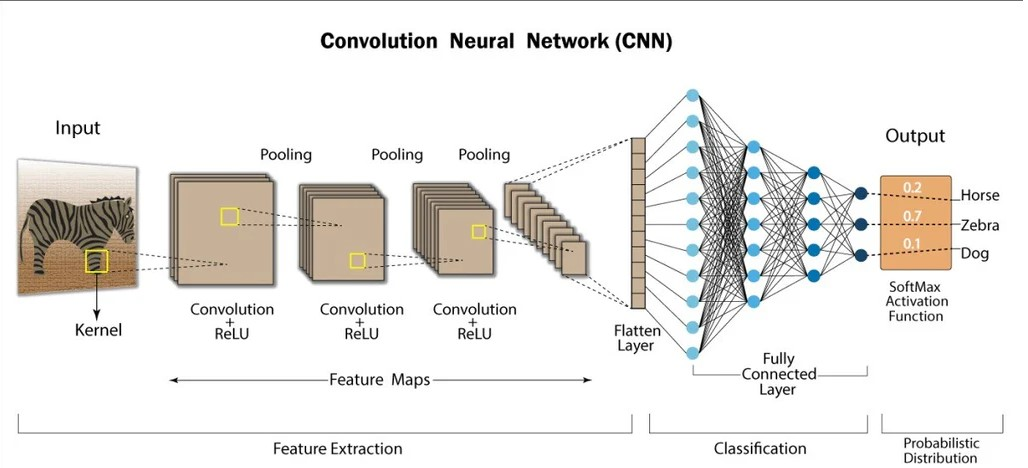 Convolution Neural Network (CNN)
Input
Output
Pooling
Pooling
Pooling
0.2
Horse
0.7
Zebra
0.1
Dog
Kernel
Convolution
+
ReLU
Convolution
+
ReLU
Convolution
+
ReLU
Flatten
Layer
SoftMax
Activation
Function
Fully
Connected
Layer
Feature Maps
Feature Extraction
Classification
Probabilistic
Distribution